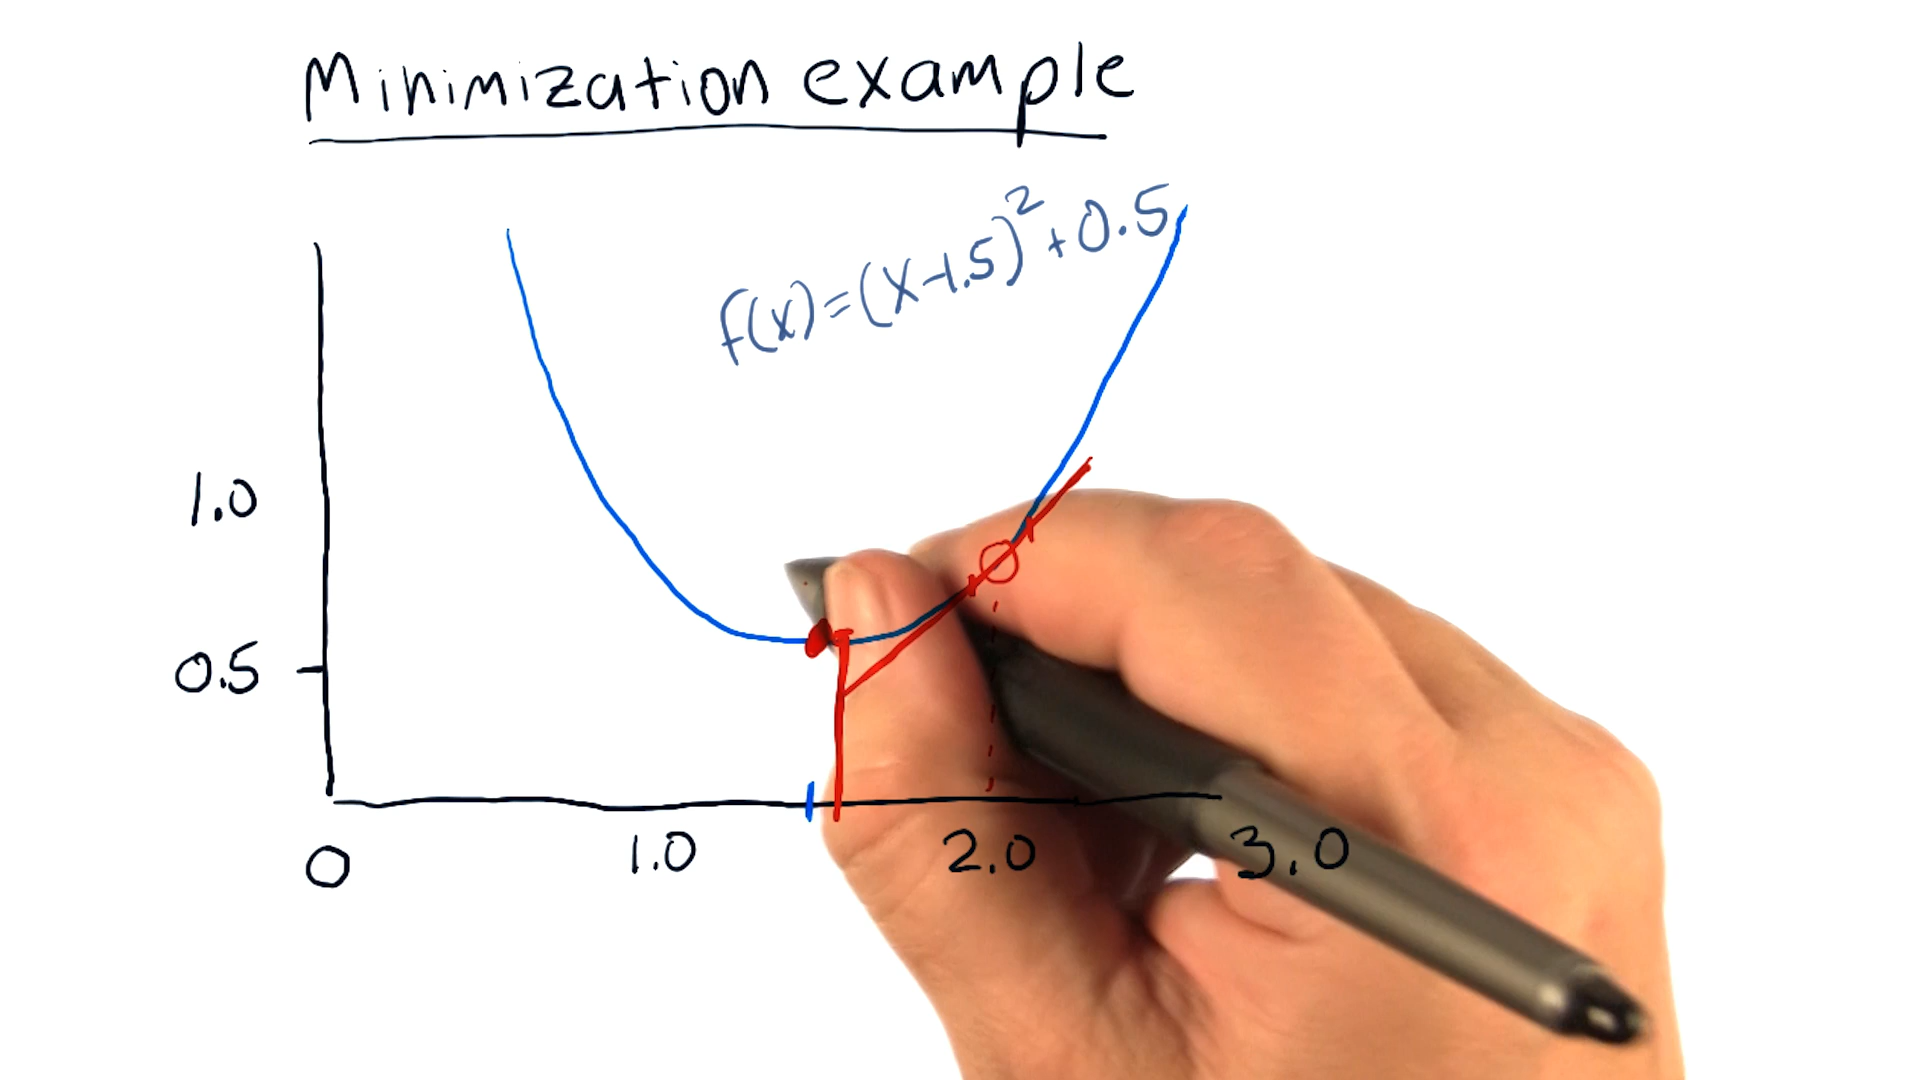 Minimization example
f(x)=(x-1.5)²+0.5
1.0
0.5
0 1.0 2.0 3.0